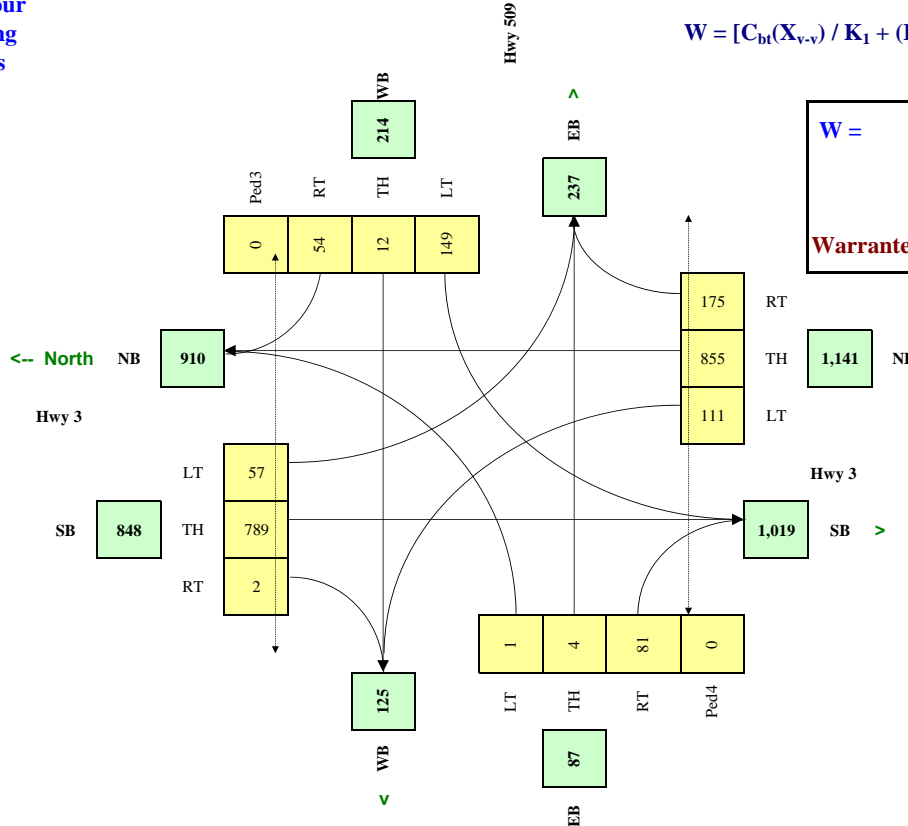 our
ng
s
Hwy 509
W = [Cbt(Xv-v) / K1 + (
WB
214
^
EB
237
W =
Warrante
Ped3
RT
TH
LT
0
54
12
149
175
RT
<-- North
NB
910
855
TH
1,141
Hwy 3
111
LT
LT
57
Hwy 3
SB
848
TH
789
1,019
SB
>
RT
2
1
4
81
0
125
LT
TH
RT
Ped4
WB
87
v
EB